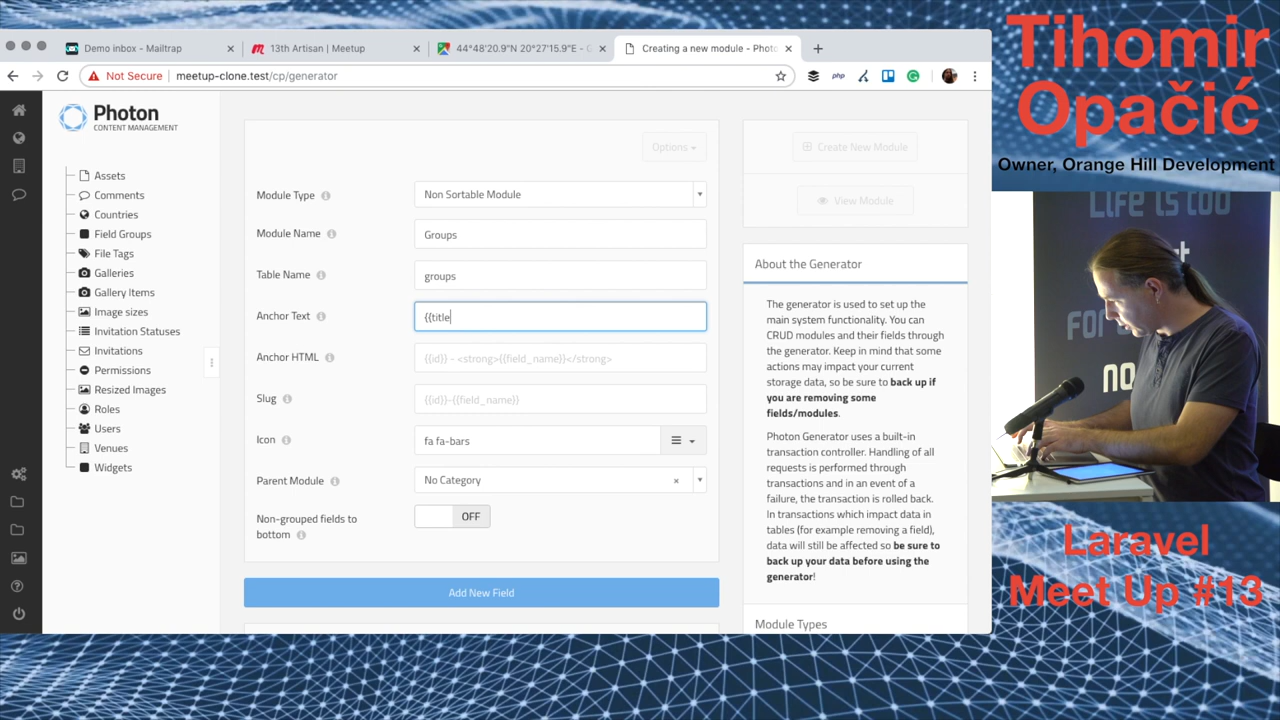 Demo inbox - Mailtrap
13th Artisan | Meetup
44°48'20.9"N 20°27'15.9"E - G
Creating a new module - Photo
Not Secure
meetup-clone.test/cp/generator
php
Photon
CONTENT MANAGEMENT
Assets
Comments
Countries
Field Groups
File Tags
Galleries
Gallery Items
Image sizes
Invitation Statuses
Invitations
Permissions
Resized Images
Roles
Users
Venues
Widgets
Options
Module Type
Non Sortable Module
Module Name
Groups
Table Name
groups
Anchor Text
{{title
Anchor HTML
{{id}} - <strong>{{field_name}}</strong>
Slug
{{id}}-{{field_name}}
Icon
fa fa-bars
Parent Module
No Category
Non-grouped fields to
bottom
OFF
Add New Field
Create New Module
View Module
About the Generator
The generator is used to set up the
main system functionality. You can
CRUD modules and their fields through
the generator. Keep in mind that some
actions may impact your current
storage data, so be sure to back up if
you are removing some
fields/modules.
Photon Generator uses a built-in
transaction controller. Handling of all
requests is performed through
transactions and in an event of a
failure, the transaction is rolled back.
In transactions which impact data in
tables (for example removing a field),
data will still be affected so be sure to
back up your data before using the
generator!
Module Types
Tihomir
Opačić
Owner, Orange Hill Development
Life is too
Laravel
Meet Up #13